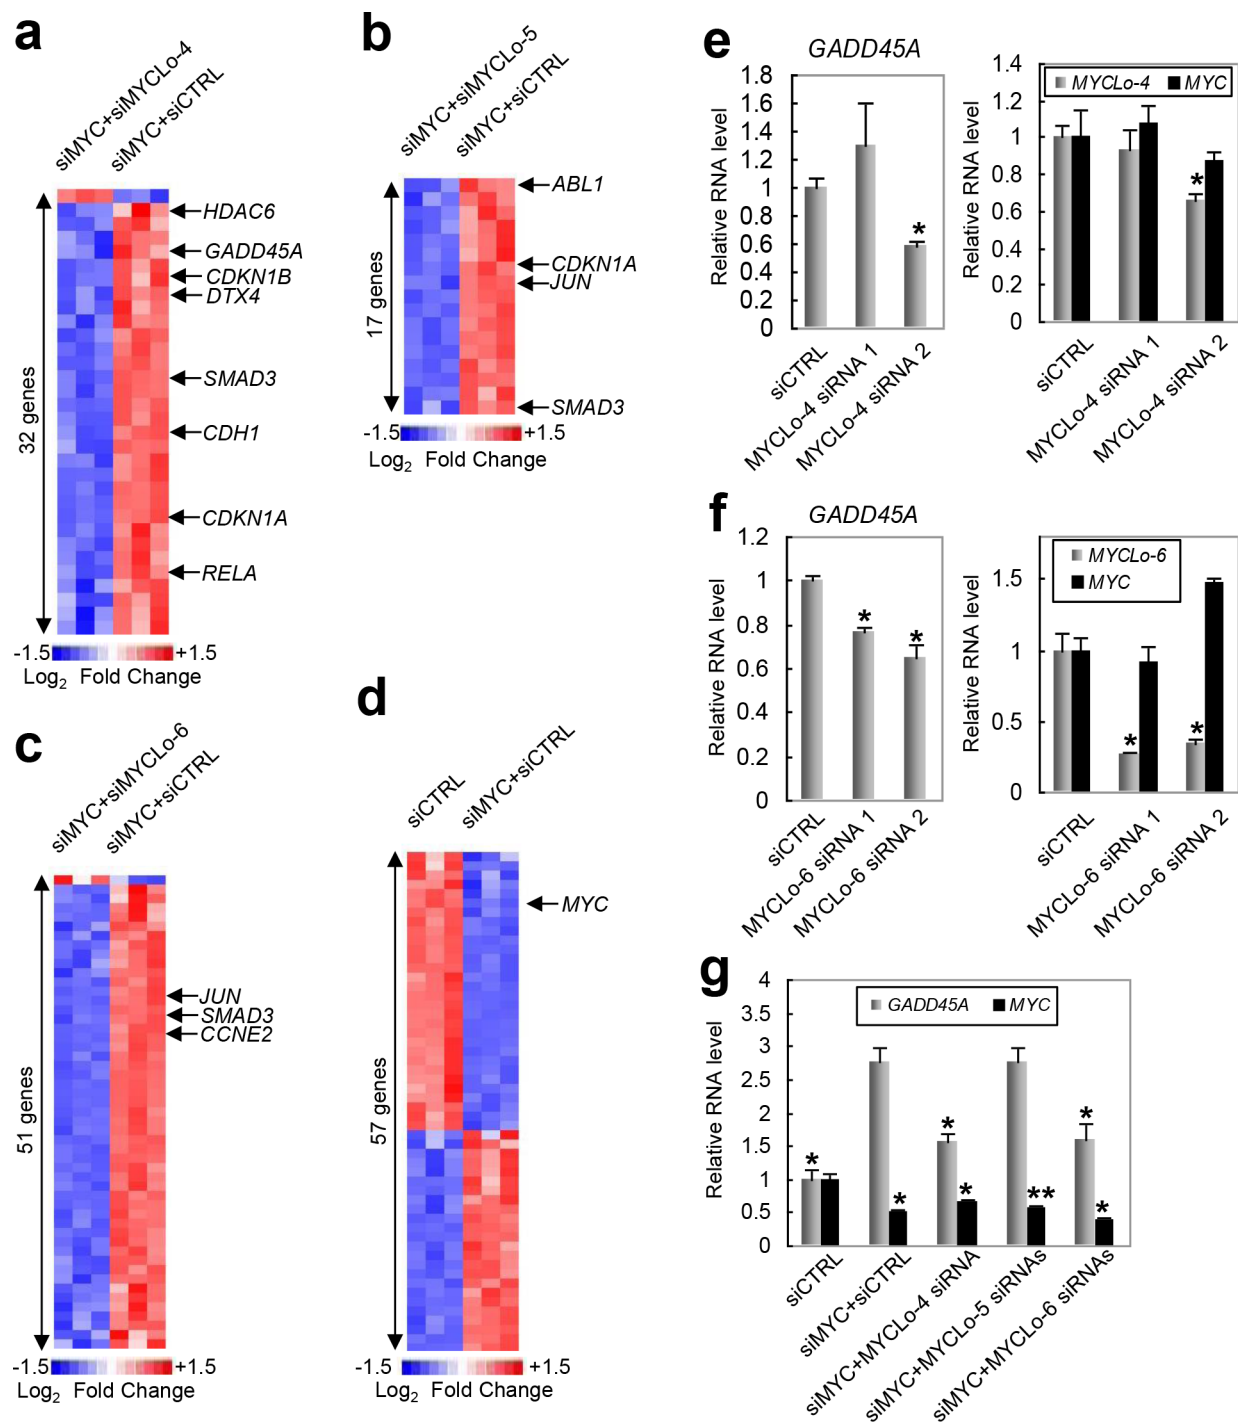 a
siMYC+siMYCLo-4
siMYC+siCTRL
32 genes
HDAC6
GADD45A
CDKN1B
DTX4
SMAD3
CDH1
CDKN1A
RELA
-1.5
+1.5
Log2 Fold Change
b
siMYC+siMYCLo-5
siMYC+siCTRL
17 genes
ABL1
CDKN1A
JUN
SMAD3
-1.5
+1.5
Log2 Fold Change
c
siMYC+siMYCLo-6
siMYC+siCTRL
51 genes
JUN
SMAD3
CCNE2
-1.5
+1.5
Log2 Fold Change
d
siCTRL
siMYC+siCTRL
57 genes
MYC
-1.5
+1.5
Log2 Fold Change
e
GADD45A
Relative RNA level
1.8
1.6
1.4
1.2
1
0.8
0.6
0.4
0.2
0
*
siCTRL
MYCLo-4 siRNA 1
MYCLo-4 siRNA 2
Relative RNA level
1.4
1.2
1
0.8
0.6
0.4
0.2
0
MYCLo-4 MYC
*
siCTRL
MYCLo-4 siRNA 1
MYCLo-4 siRNA 2
f
GADD45A
Relative RNA level
1.2
1
0.8
0.6
0.4
0.2
0
*
*
siCTRL
MYCLo-6 siRNA 1
MYCLo-6 siRNA 2
Relative RNA level
1.5
1
0.5
0
MYCLo-6
MYC
*
*
siCTRL
MYCLo-6 siRNA 1
MYCLo-6 siRNA 2
g
Relative RNA level
4
3.5
3
2.5
2
1.5
1
0.5
0
GADD45A MYC
*
*
*
*
**
*
*
siCTRL
siMYC+siCTRL
siMYC+MYCLo-4 siRNA
siMYC+MYCLo-5 siRNAs
siMYC+MYCLo-6 siRNAs